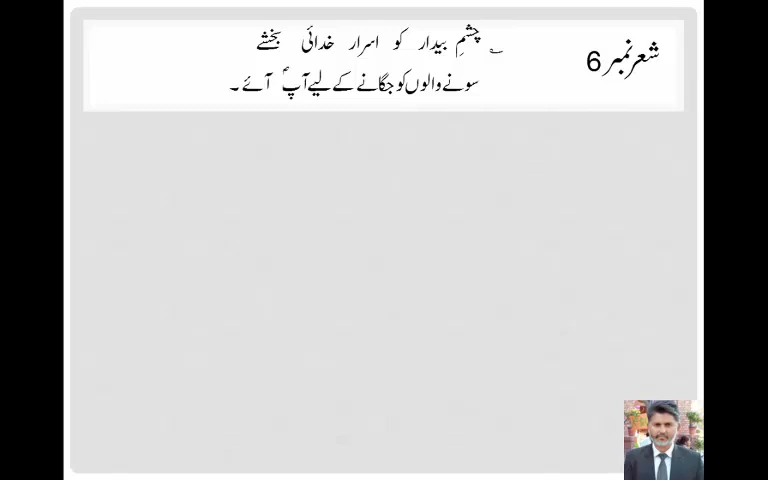 شعر نمبر 6
؎ چشمِ بیدار کو اسرار خدائی بخشے
سونے والوں کو جگانے کے لیے آپؐ آئے ۔